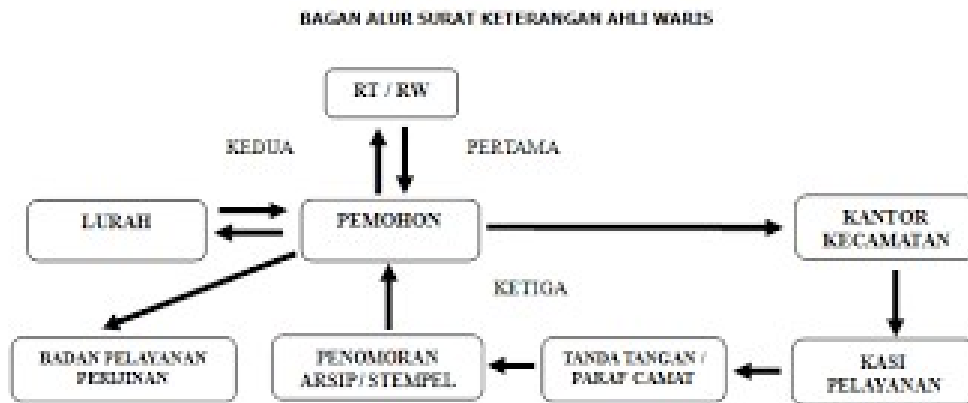 BAGAN ALUR SURAT KETERANGAN AHLI WARIS
RT / RW
KEDUA
PERTAMA
LURAH
PEMOHON
KANTOR
KECAMATAN
KETIGA
BADAN PELAYANAN
PERIJINAN
PENOMORAN
ARSIP / STEMPEL
TANDA TANGAN /
PARAF CAMAT
KASI
PELAYANAN